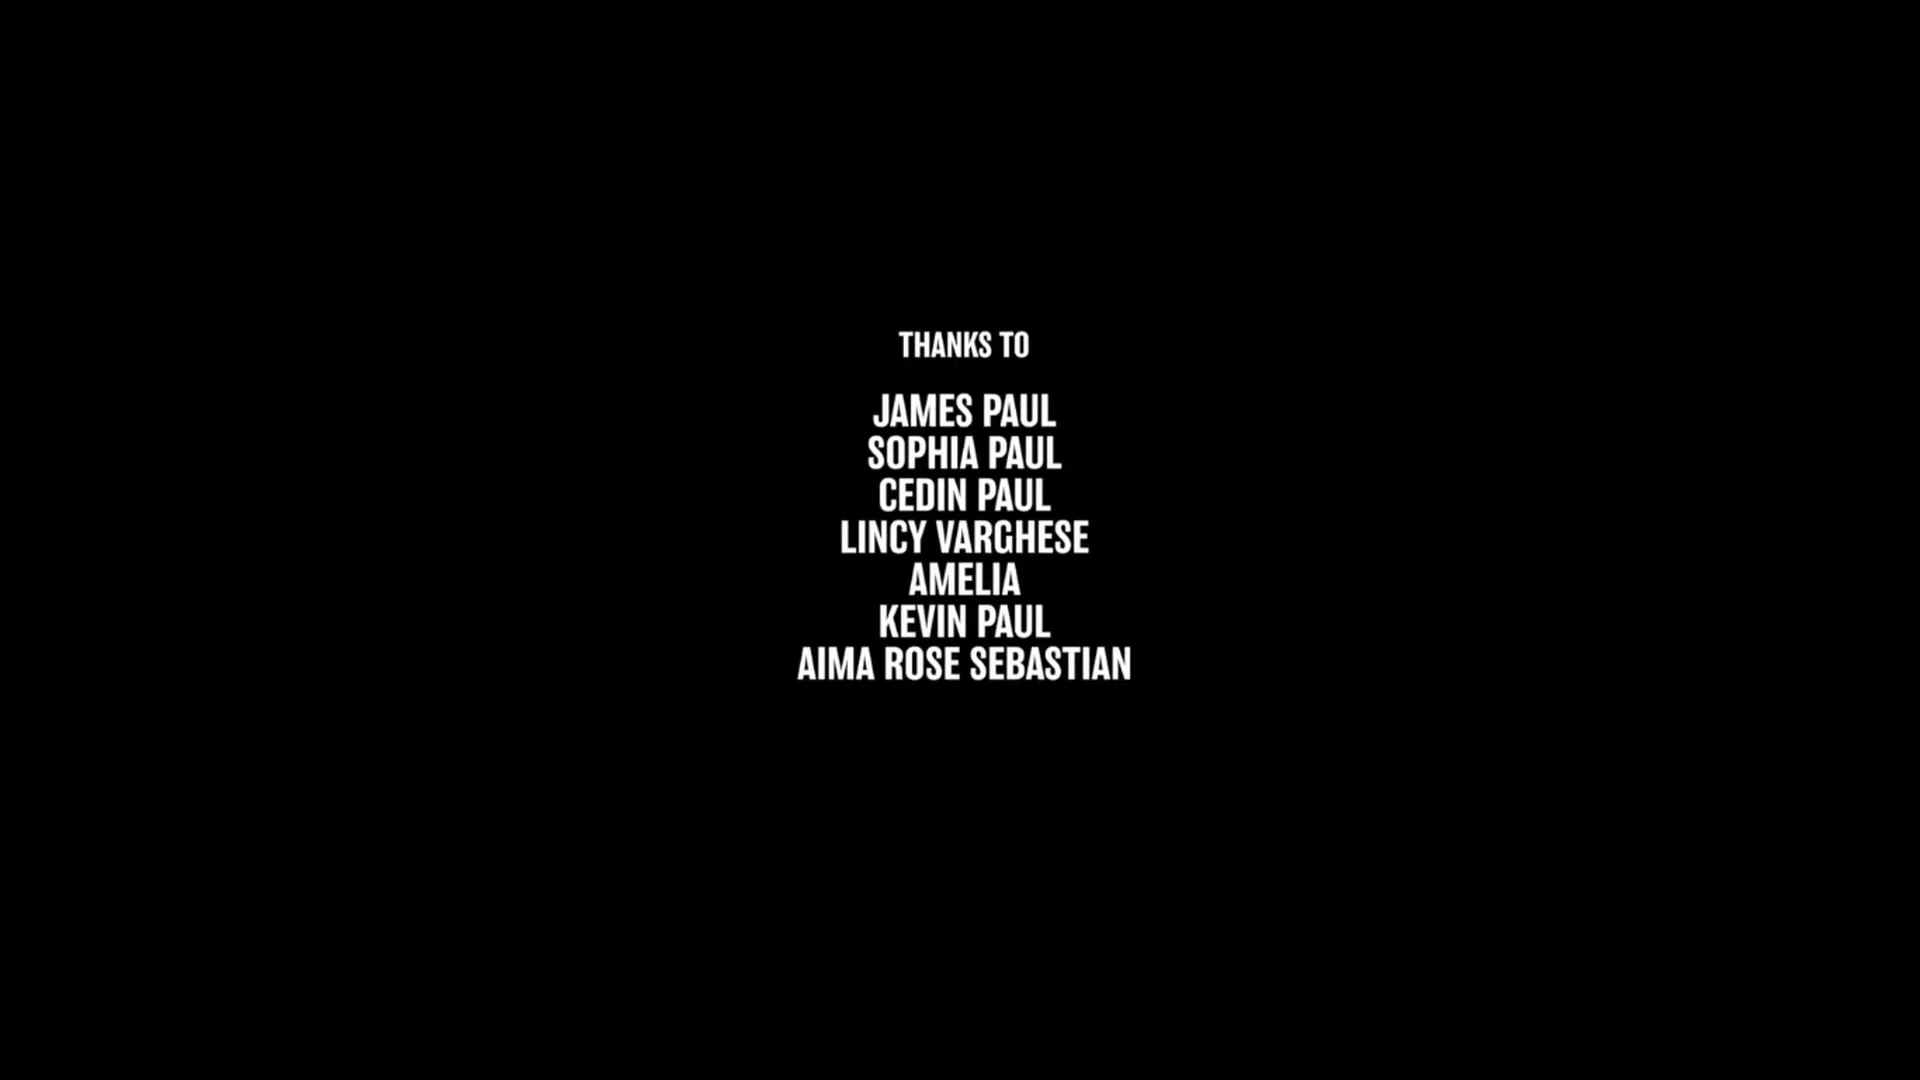 THANKS TO
JAMES PAUL
SOPHIA PAUL
CEDIN PAUL
LINCY VARGHESE
AMELIA
KEVIN PAUL
AIMA ROSE SEBASTIAN